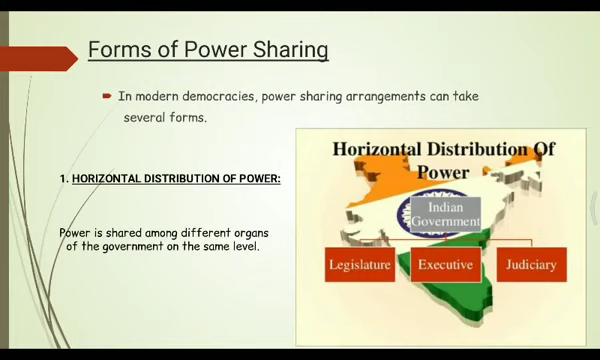 Forms of Power Sharing
In modern democracies, power sharing arrangements can take
several forms.
1. HORIZONTAL DISTRIBUTION OF POWER:
Power is shared among different organs
of the government on the same level.
Horizontal Distribution Of
Power
Indian
Government
Legislature
Executive
Judiciary